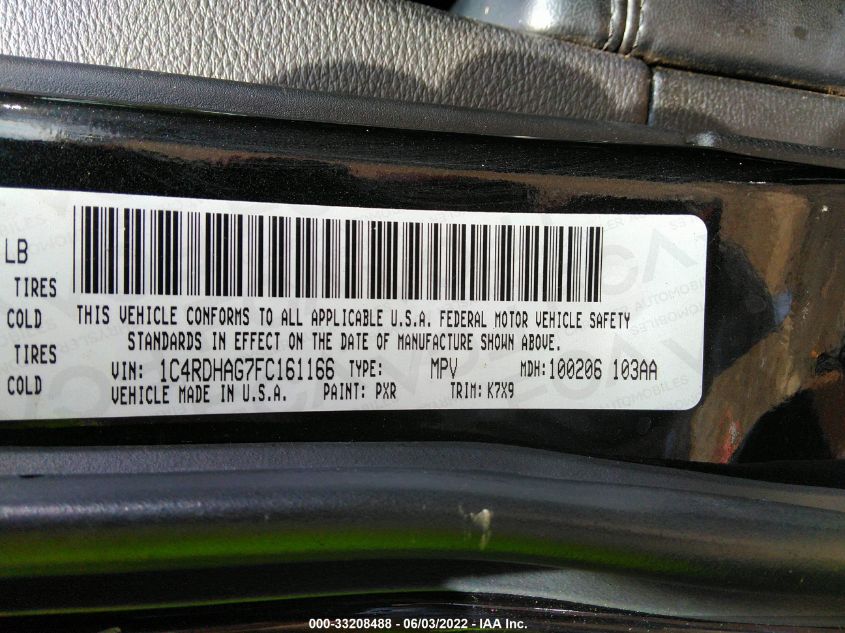 LB
TIRES
COLD
TIRES
COLD
THIS VEHICLE CONFORMS TO ALL APPLICABLE U.S.A. FEDERAL MOTOR VEHICLE SAFETY
STANDARDS IN EFFECT ON THE DATE OF MANUFACTURE SHOWN ABOVE.
VIN: 1C4RDHAG7FC161166 TYPE: MPV MDH: 100206 103AA
VEHICLE MADE IN U.S.A. PAINT: PXR TRIM: K7X9
000-33208488 - 06/03/2022 - IAA Inc.